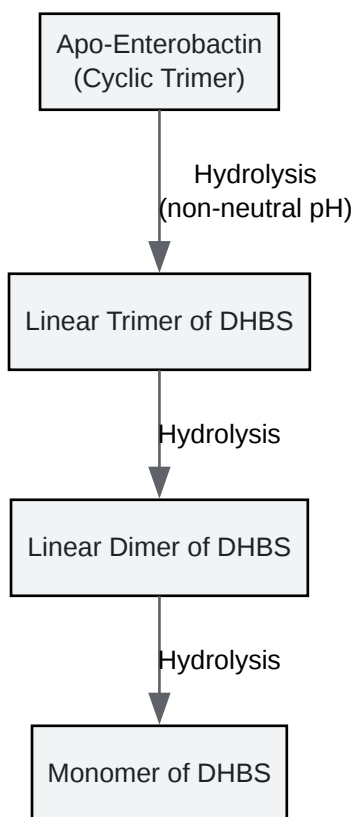 Apo-Enterobactin
(Cyclic Trimer)
Hydrolysis
(non-neutral pH)
Linear Trimer of DHBS
Hydrolysis
Linear Dimer of DHBS
Hydrolysis
Monomer of DHBS